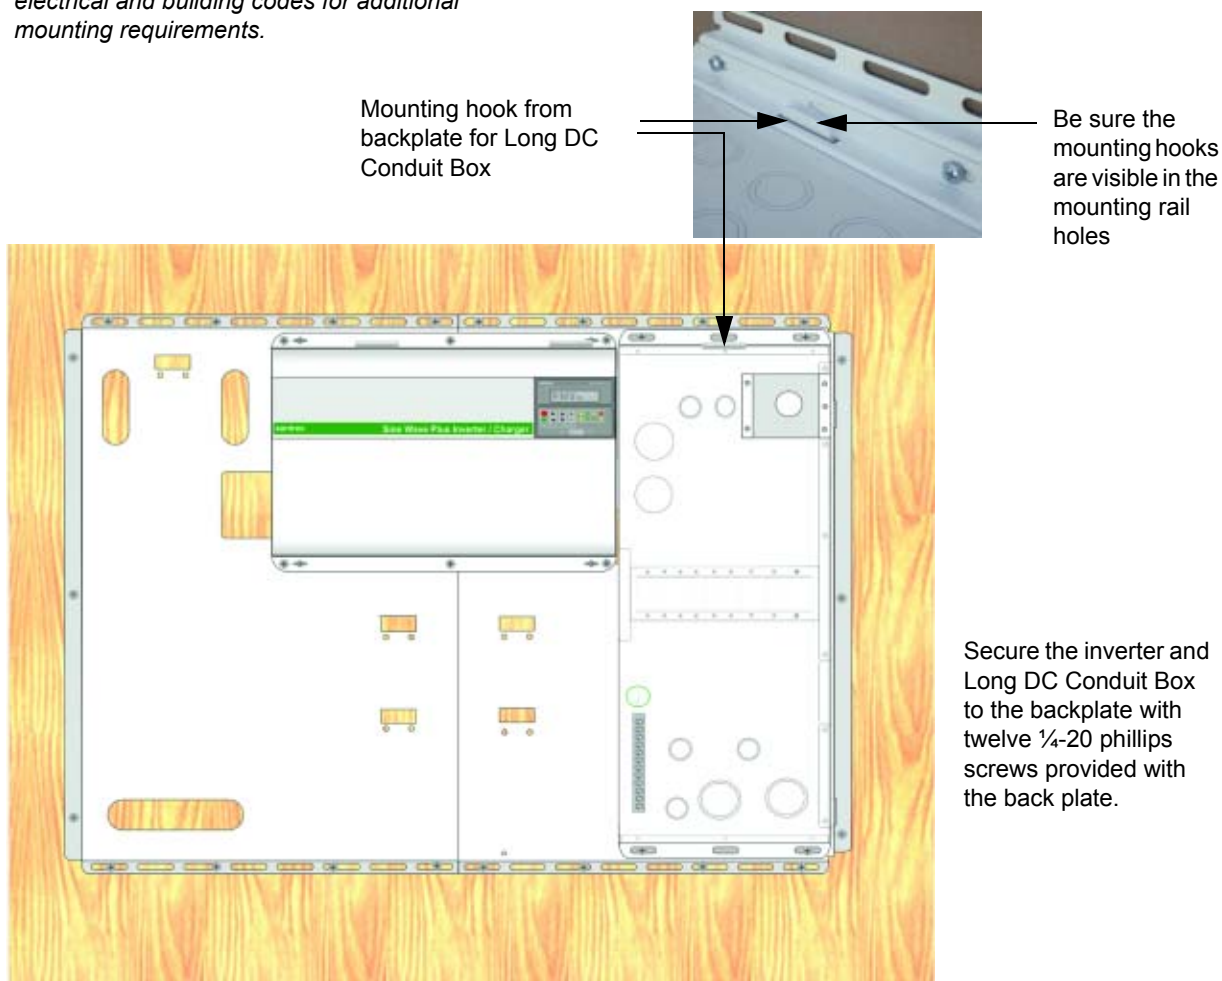 electrical and building codes for additional
mounting requirements.
Mounting hook from
backplate for Long DC
Conduit Box
Be sure the
mounting hooks
are visible in the
mounting rail
holes
xantrex
Sine Wave Plus Inverter / Charger
Secure the inverter and
Long DC Conduit Box
to the backplate with
twelve ¼-20 phillips
screws provided with
the back plate.